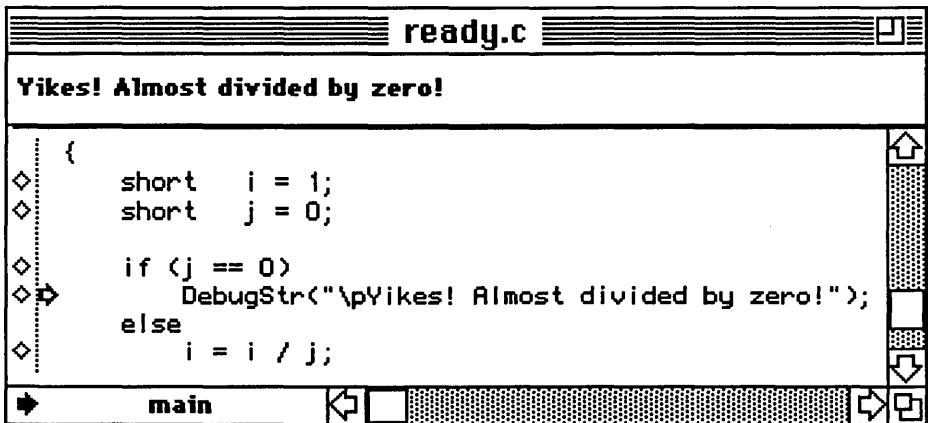 ready.c
Yikes! Almost divided by zero!
{
short i = 1;
short j = 0;
if (j == 0)
DebugStr("\pYikes! Almost divided by zero!");
else
i = i / j;
main